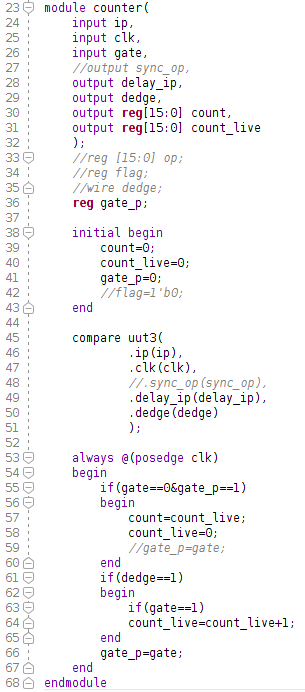 23 module counter(
24 input ip,
25 input clk,
26 input gate,
27 //output sync_op,
28 output delay_ip,
29 output dedge,
30 output reg[15:0] count,
31 output reg[15:0] count_live
32 );
33 //reg [15:0] op;
34 //reg flag;
35 //wire dedge;
36 reg gate_p;
37
38 initial begin
39 count=0;
40 count_live=0;
41 gate_p=0;
42 //flag=1'b0;
43 end
44
45 compare uut3(
46 .ip(ip),
47 .clk(clk),
48 //.sync_op(sync_op),
49 .delay_ip(delay_ip),
50 .dedge(dedge)
51 );
52
53 always @(posedge clk)
54 begin
55 if(gate==0&gate_p==1)
56 begin
57 count=count_live;
58 count_live=0;
59 //gate_p=gate;
60 end
61 if(dedge==1)
62 begin
63 if(gate==1)
64 count_live=count_live+1;
65 end
66 gate_p=gate;
67 end
68 endmodule